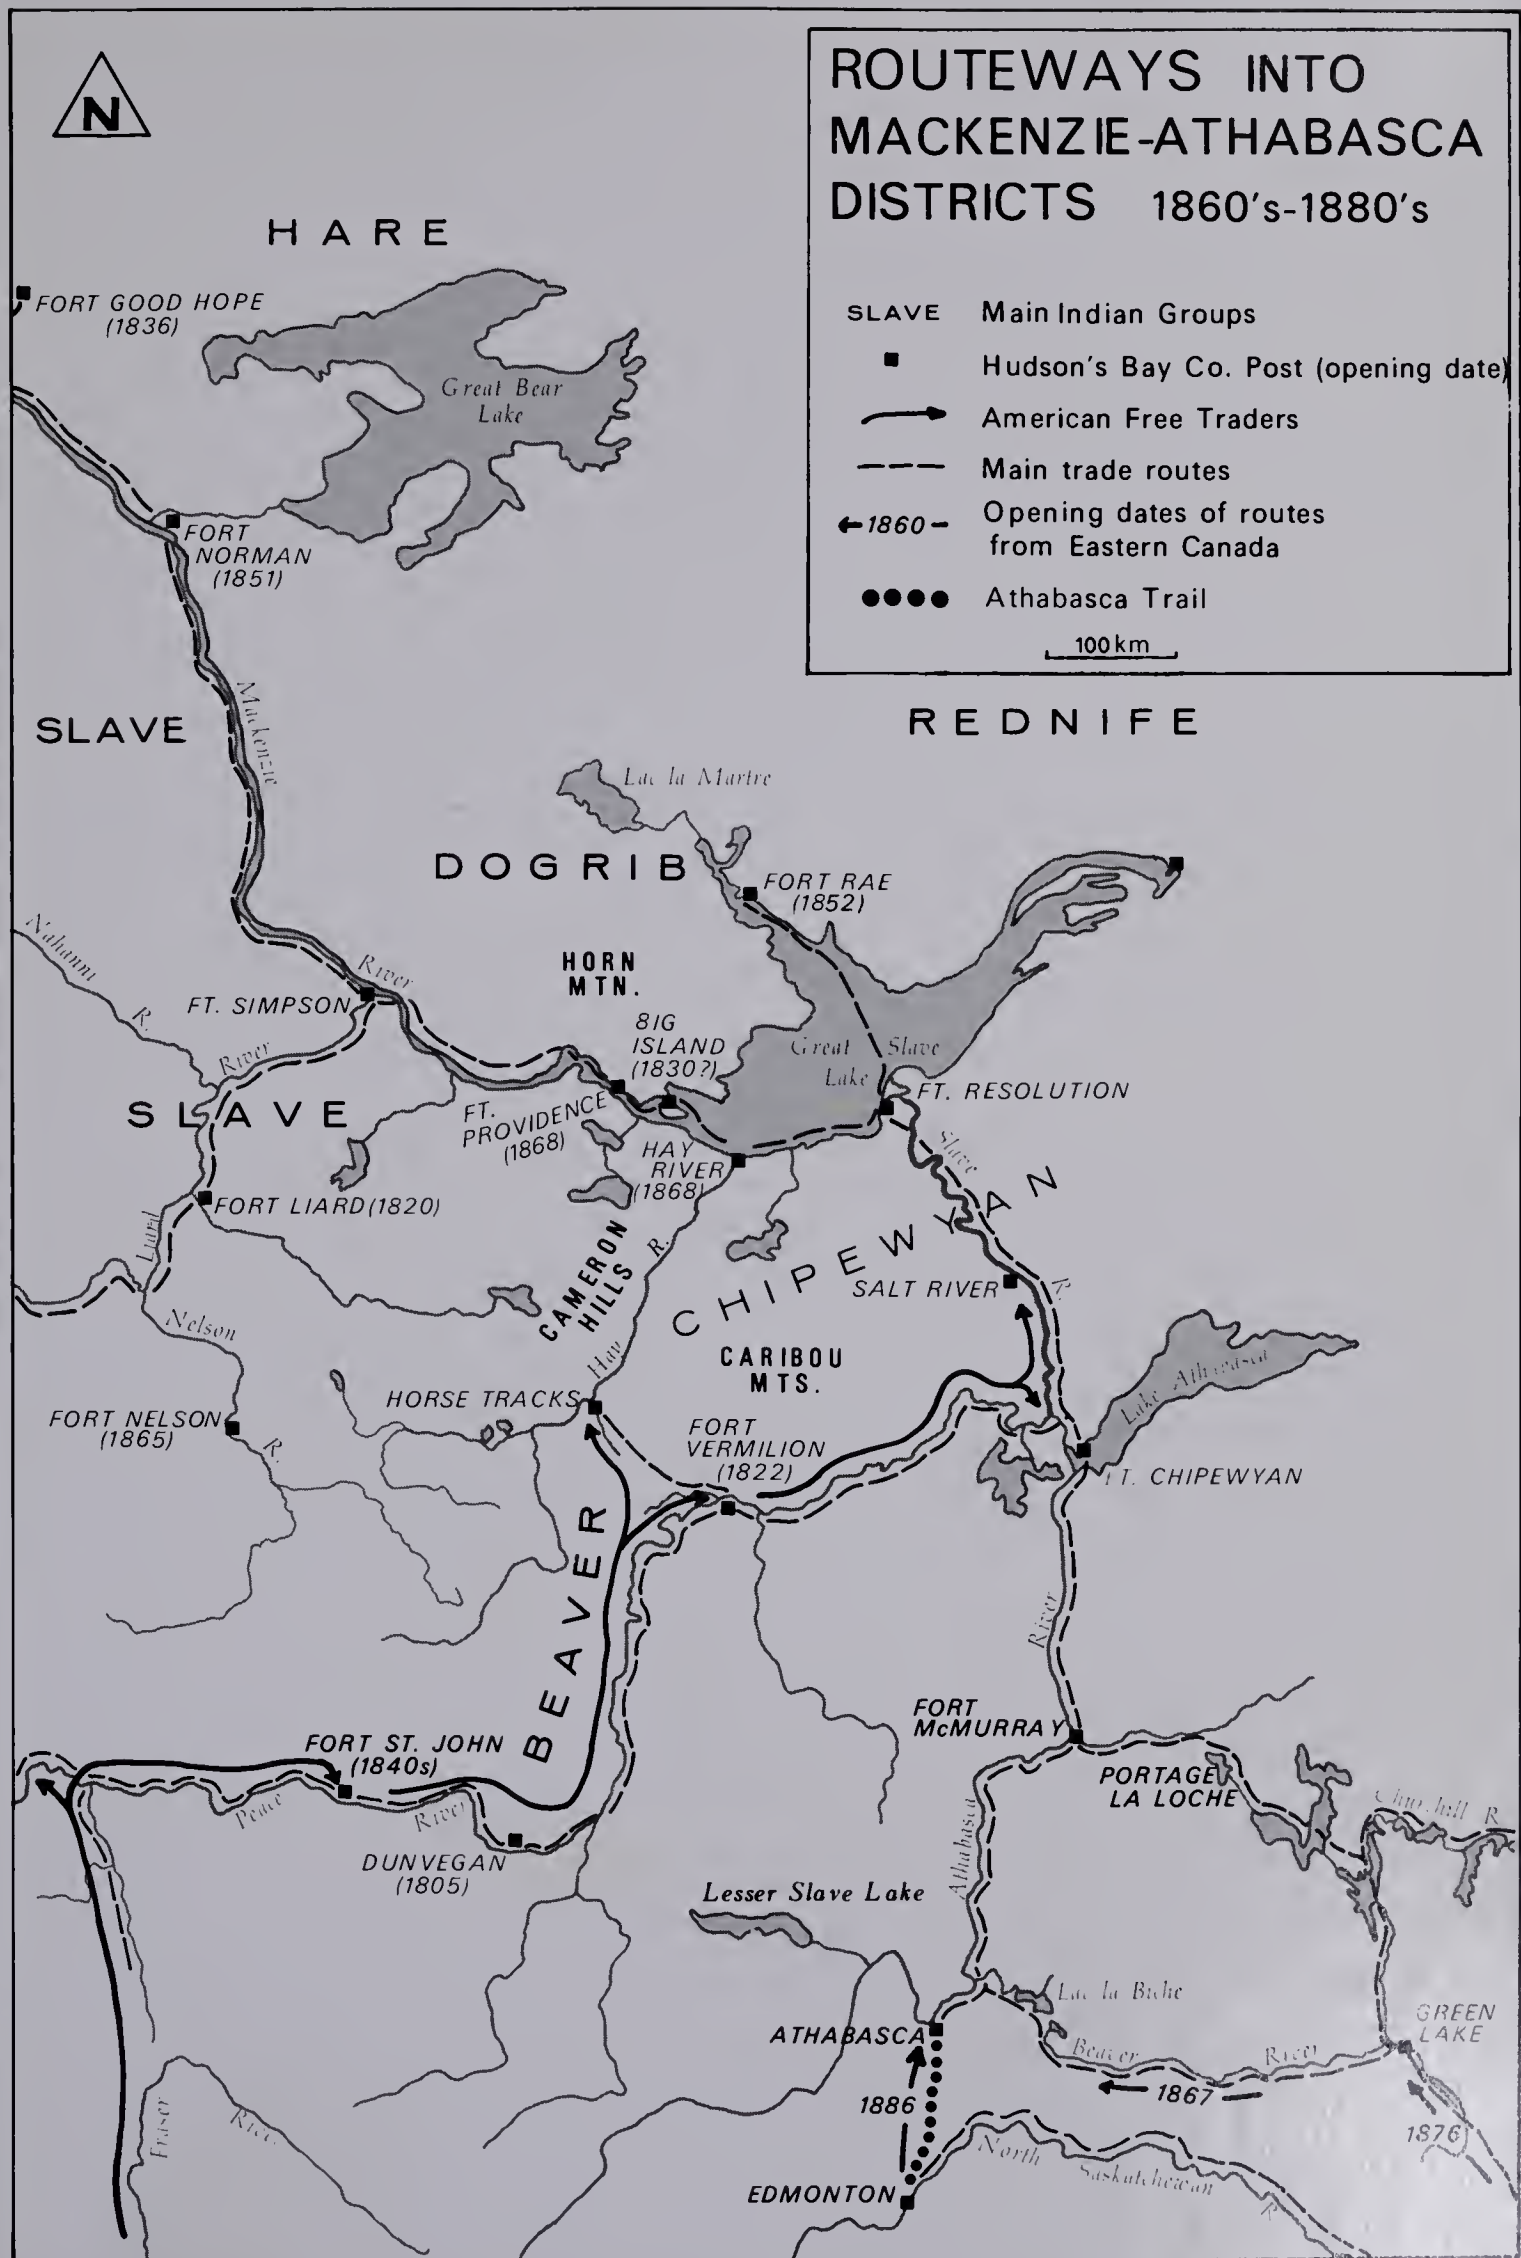 ROUTEWAYS INTO
MACKENZIE-ATHABASCA
DISTRICTS 1860's-1880's
SLAVE Main Indian Groups
Hudson's Bay Co. Post (opening date)
American Free Traders
Main trade routes
1860 Opening dates of routes
from Eastern Canada
Athabasca Trail
100 km
N
HARE
FORT GOOD HOPE
(1836)
Great Bear
Lake
FORT
NORMAN
(1851)
Mackenzie
SLAVE
REDNIFE
Lac la Martre
DOGRIB
FORT RAE
(1852)
Nahanni
R.
River
HORN
MTN.
FT. SIMPSON
River
BIG
ISLAND
(1830?)
Great Slave
Lake
FT. RESOLUTION
SLAVE
FT.
PROVIDENCE
(1868)
HAY
RIVER
(1868)
Slave
R.
FORT LIARD (1820)
Liard
CAMERON
HILLS
Hay
R.
CHIPEWYAN
SALT RIVER
Nelson
R.
CARIBOU
MTS.
Lake Athabasca
HORSE TRACKS
FORT NELSON
(1865)
FORT
VERMILION
(1822)
FT. CHIPEWYAN
BEAVER
River
FORT
McMURRAY
FORT ST. JOHN
(1840s)
Peace
River
PORTAGE
LA LOCHE
Churchill R
DUNVEGAN
(1805)
Athabasca
Lesser Slave Lake
Lac la Biche
GREEN
LAKE
ATHABASCA
Beaver
River
1867
1886
1876
Fraser
River
North
Saskatchewan
R
EDMONTON